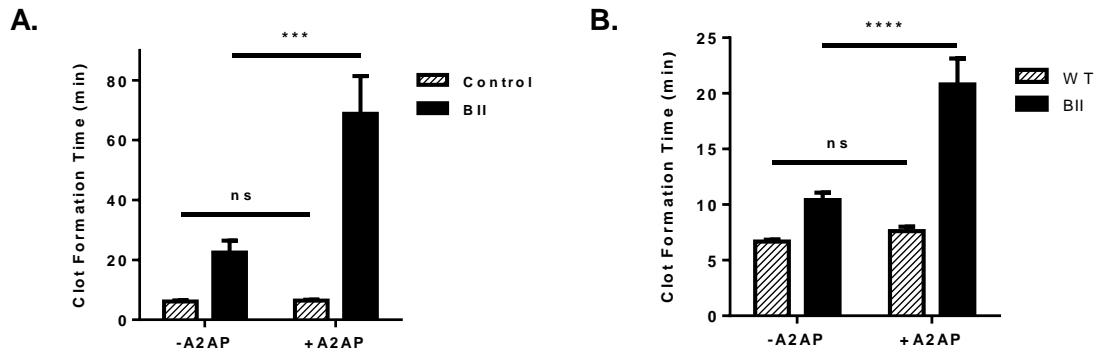 A.
Clot Formation Time (min)
80
60
40
20
0
***
ns
-A2AP
+A2AP
Control
BII
B.
Clot Formation Time (min)
25
20
15
10
5
0
****
ns
-A2AP
+A2AP
WT
BII